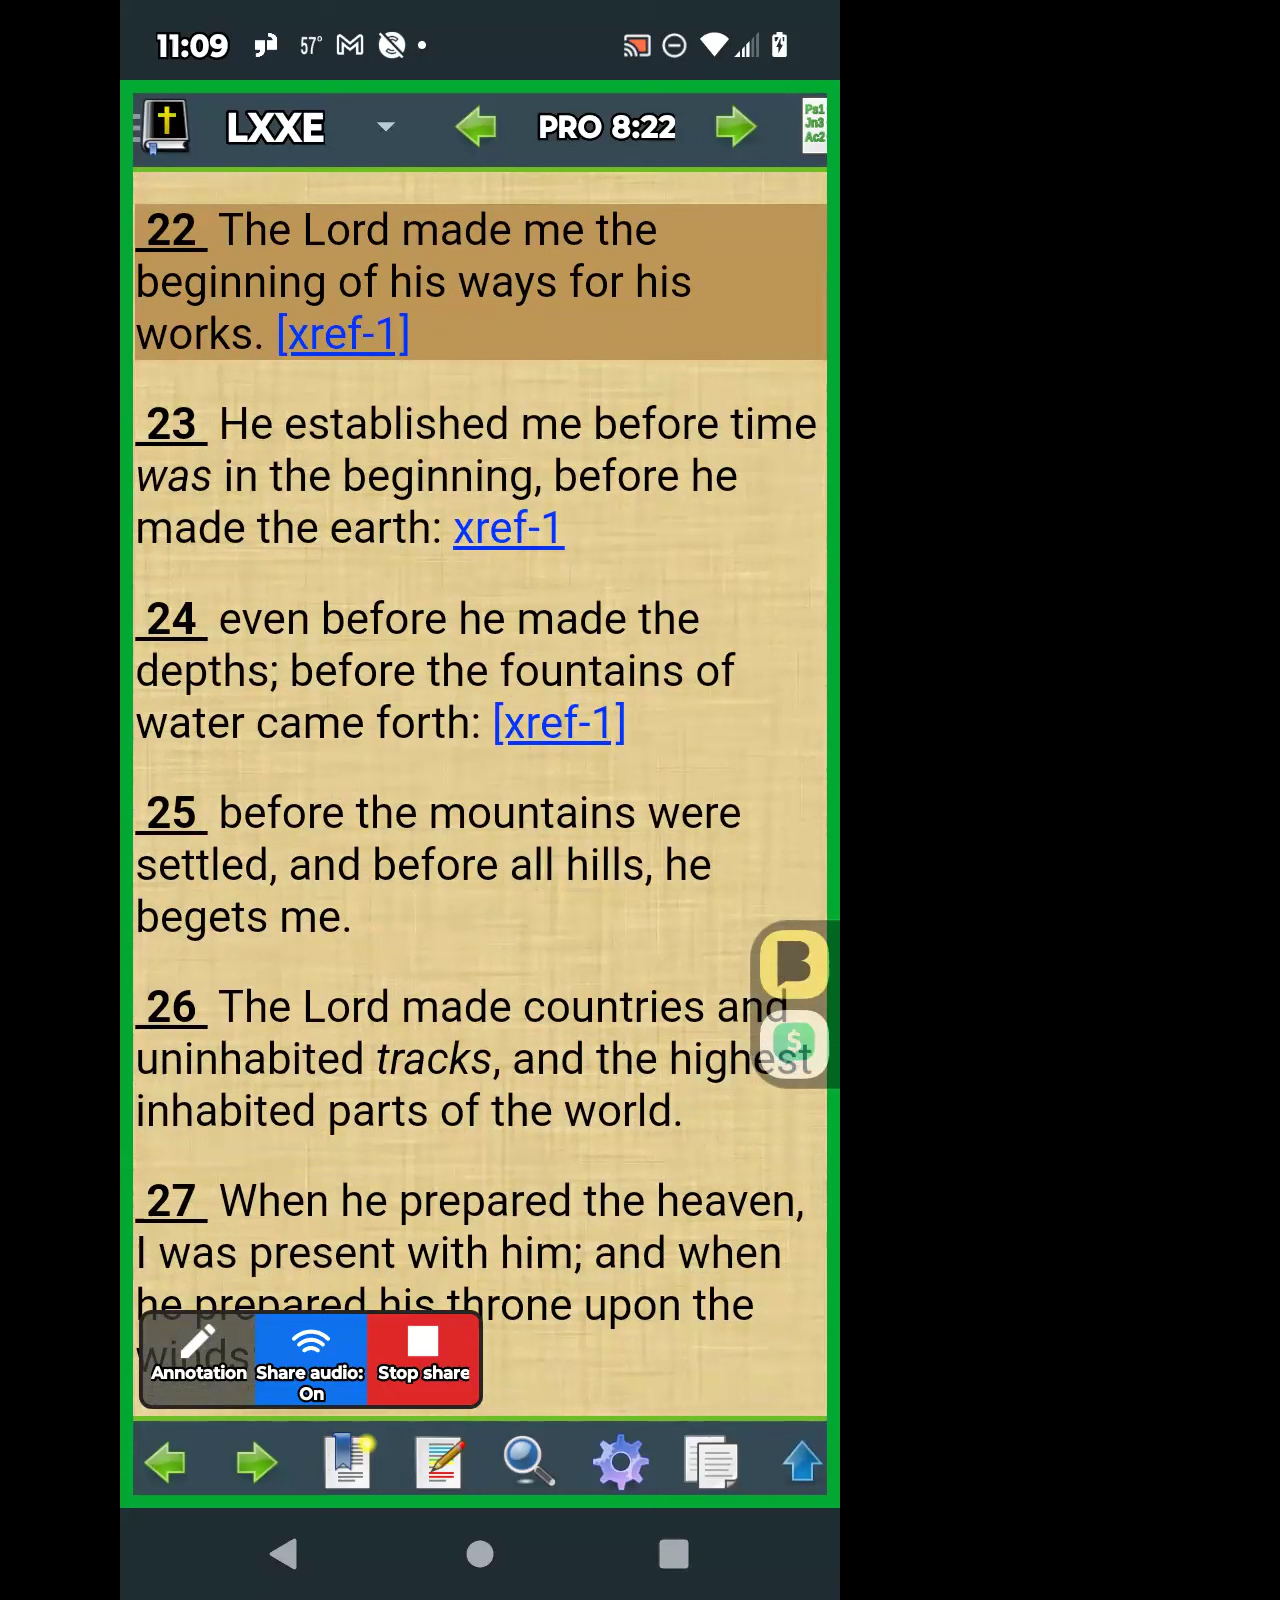 11:09 57°
LXXE PRO 8:22 Ps1
Jn3
Ac2
22 The Lord made me the
beginning of his ways for his
works. [xref-1]
23 He established me before time
was in the beginning, before he
made the earth: xref-1
24 even before he made the
depths; before the fountains of
water came forth: [xref-1]
25 before the mountains were
settled, and before all hills, he
begets me.
26 The Lord made countries and
uninhabited tracks, and the highest
inhabited parts of the world.
27 When he prepared the heaven,
I was present with him; and when
he prepared his throne upon the
winds
B
$
Annotation Share audio: Stop share
On